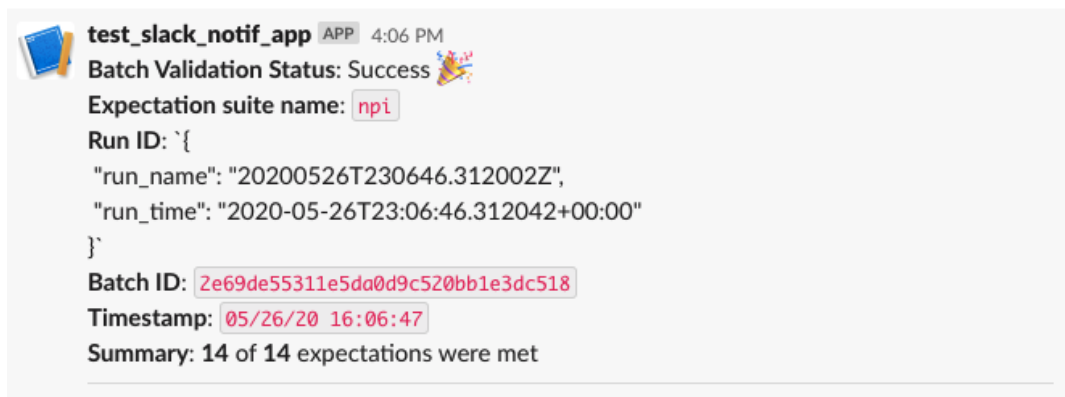 test_slack_notif_app APP 4:06 PM
Batch Validation Status: Success 🎉
Expectation suite name: npi
Run ID: `{
"run_name": "20200526T230646.312002Z",
"run_time": "2020-05-26T23:06:46.312042+00:00"
}`
Batch ID: 2e69de55311e5da0d9c520bb1e3dc518
Timestamp: 05/26/20 16:06:47
Summary: 14 of 14 expectations were met